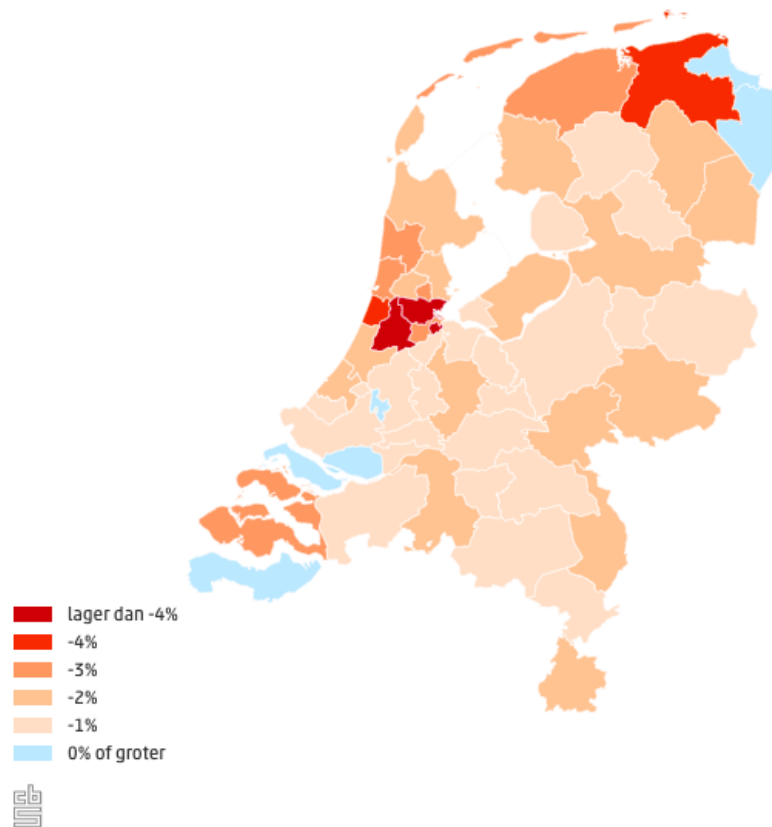 lager dan -4%
-4%
-3%
-2%
-1%
0% of groter
cbs